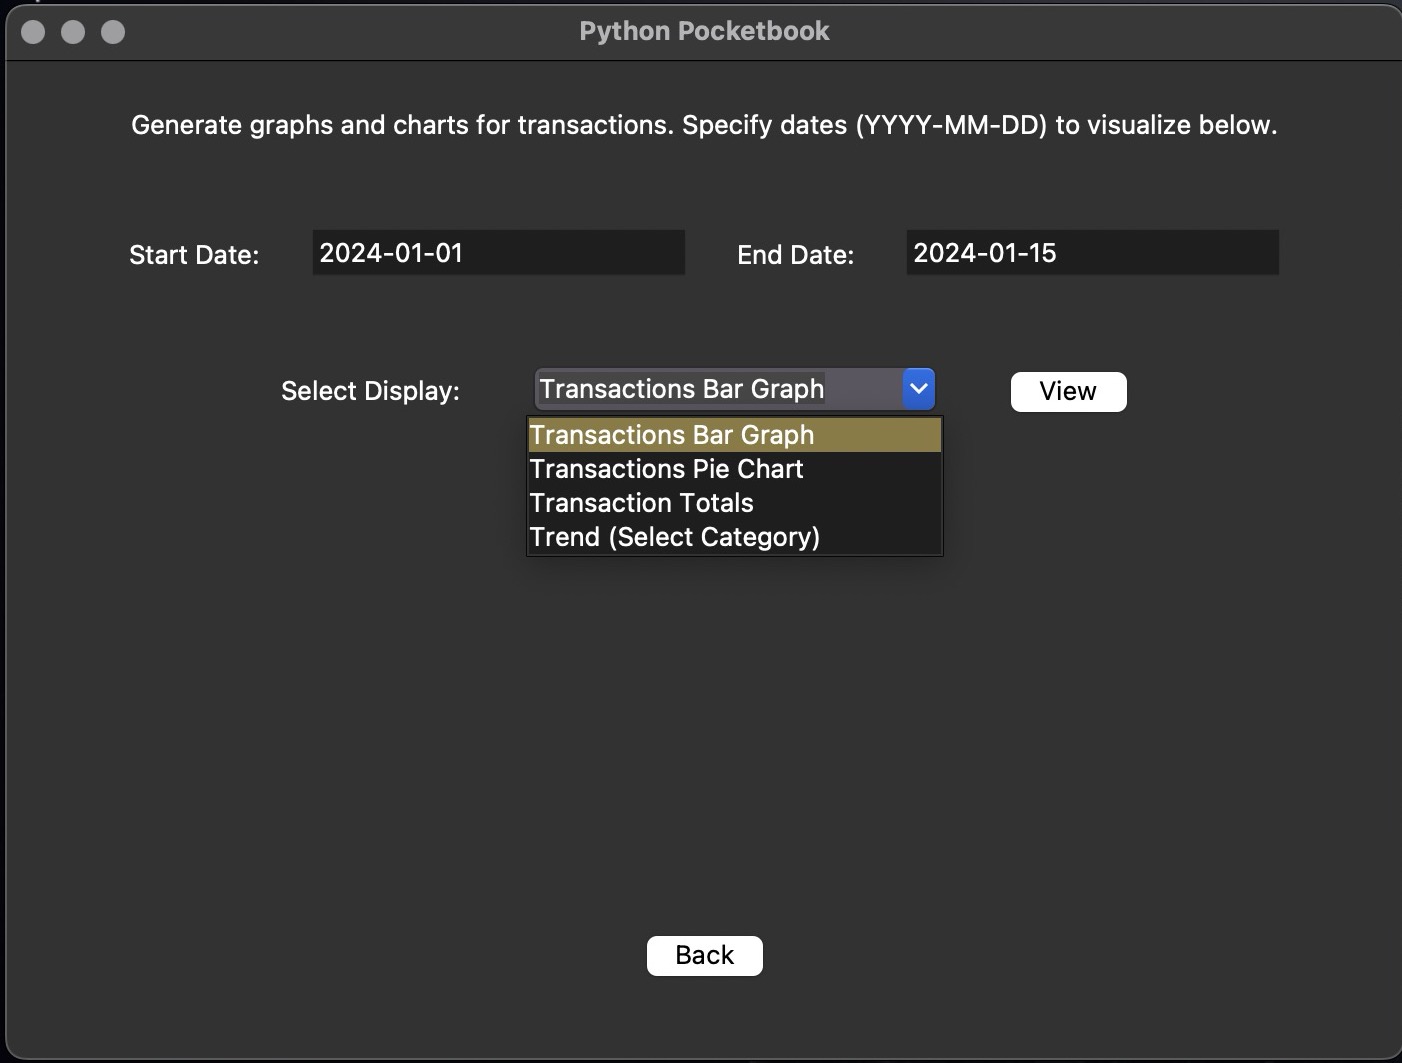 Python Pocketbook
Generate graphs and charts for transactions. Specify dates (YYYY-MM-DD) to visualize below.
Start Date: 2024-01-01 End Date: 2024-01-15
Select Display: Transactions Bar Graph View
Transactions Bar Graph
Transactions Pie Chart
Transaction Totals
Trend (Select Category)
Back